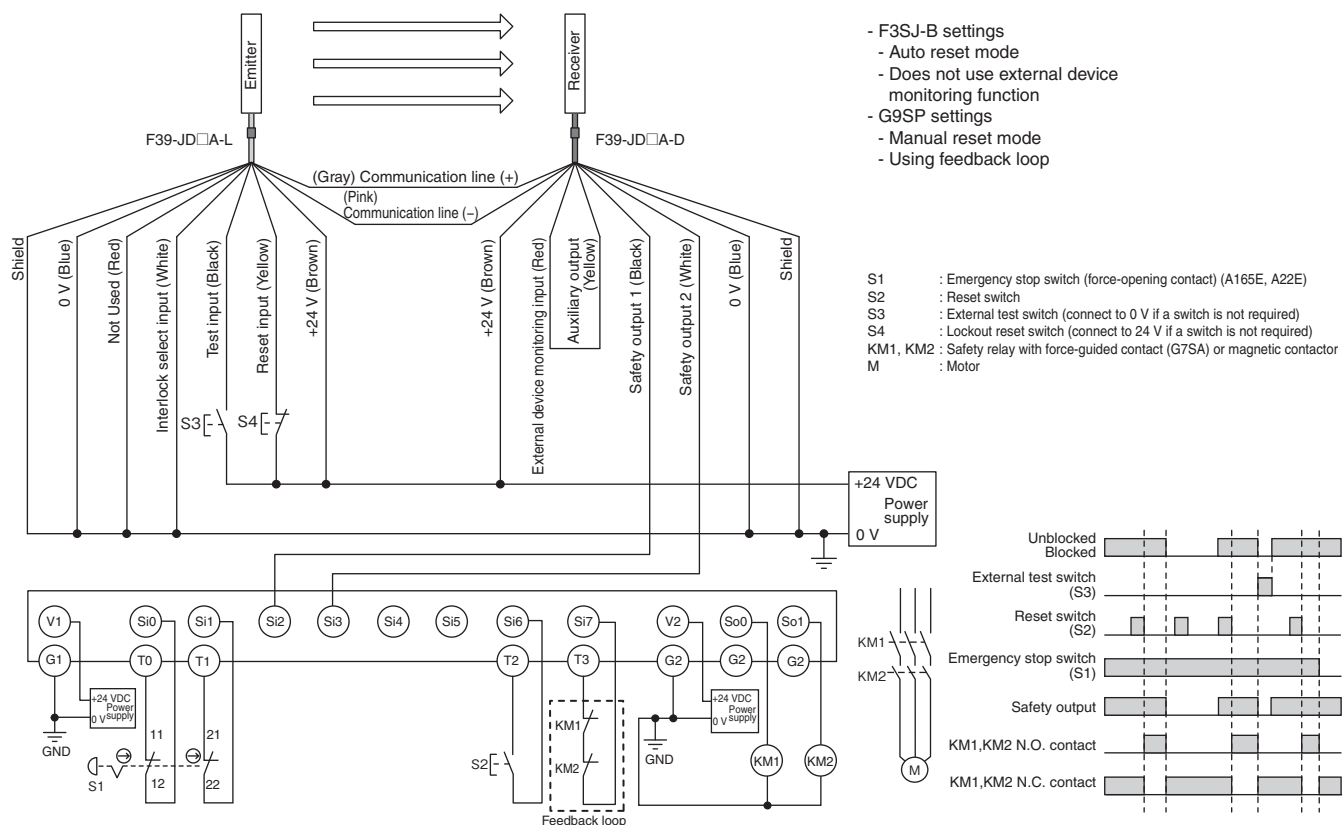 Emitter
Receiver
F39-JD□A-L
F39-JD□A-D
(Gray) Communication line (+)
(Pink)
Communication line (−)
Shield
0 V (Blue)
Not Used (Red)
Interlock select input (White)
Test input (Black)
Reset input (Yellow)
+24 V (Brown)
+24 V (Brown)
External device monitoring input (Red)
Auxiliary output
(Yellow)
Safety output 1 (Black)
Safety output 2 (White)
0 V (Blue)
Shield
S3
S4
- F3SJ-B settings
- Auto reset mode
- Does not use external device
monitoring function
- G9SP settings
- Manual reset mode
- Using feedback loop
S1 : Emergency stop switch (force-opening contact) (A165E, A22E)
S2 : Reset switch
S3 : External test switch (connect to 0 V if a switch is not required)
S4 : Lockout reset switch (connect to 24 V if a switch is not required)
KM1, KM2 : Safety relay with force-guided contact (G7SA) or magnetic contactor
M : Motor
+24 VDC
Power
supply
0 V
V1
Si0
Si1
Si2
Si3
Si4
Si5
Si6
Si7
V2
So0
So1
G1
T0
T1
T2
T3
G2
G2
G2
+24 VDC
Power
supply
0 V
GND
11
12
21
22
S1
S2
KM1
KM2
Feedback loop
+24 VDC
Power
supply
0 V
GND
KM1
KM2
KM1
KM2
M
Unblocked
Blocked
External test switch
(S3)
Reset switch
(S2)
Emergency stop switch
(S1)
Safety output
KM1,KM2 N.O. contact
KM1,KM2 N.C. contact